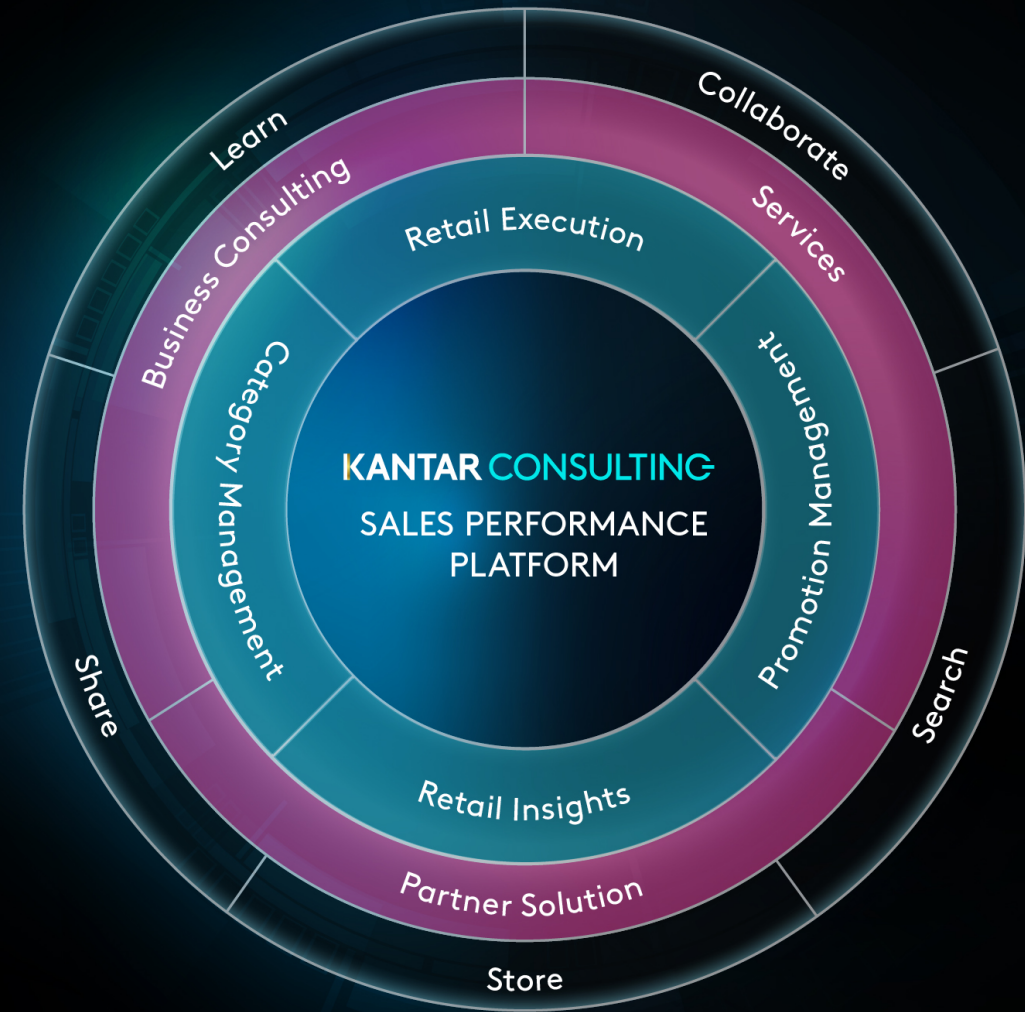 Learn
Collaborate
Business Consulting
Services
Retail Execution
Category Management
Promotion Management
KANTAR CONSULTING
SALES PERFORMANCE
PLATFORM
Share
Search
Retail Insights
Partner Solution
Store